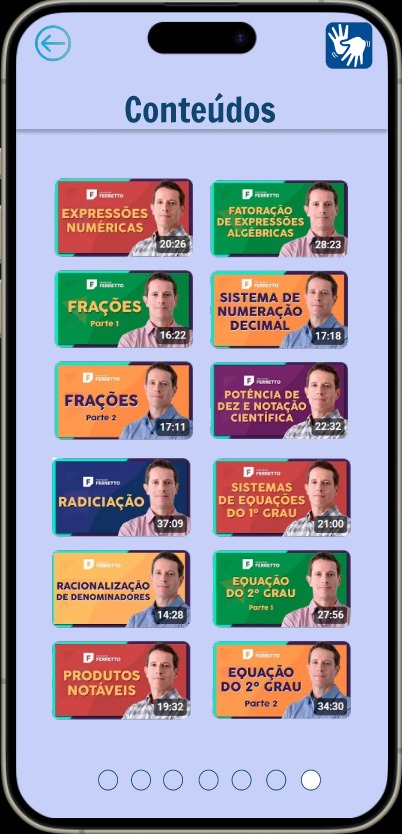 Conteúdos
FERRETTO
EXPRESSÕES
NUMÉRICAS
20:26
FERRETTO
FATORAÇÃO
DE EXPRESSÕES
ALGÉBRICAS
28:23
FERRETTO
FRAÇÕES
Parte 1
16:22
FERRETTO
SISTEMA DE
NUMERAÇÃO
DECIMAL
17:18
FERRETTO
FRAÇÕES
Parte 2
17:11
FERRETTO
POTÊNCIA DE
DEZ E NOTAÇÃO
CIENTÍFICA
22:32
FERRETTO
RADICIAÇÃO
37:09
FERRETTO
SISTEMAS
DE EQUAÇÕES
DO 1º GRAU
21:00
FERRETTO
RACIONALIZAÇÃO
DE DENOMINADORES
14:28
FERRETTO
EQUAÇÃO
DO 2º GRAU
Parte 1
27:56
FERRETTO
PRODUTOS
NOTÁVEIS
19:32
FERRETTO
EQUAÇÃO
DO 2º GRAU
Parte 2
34:30